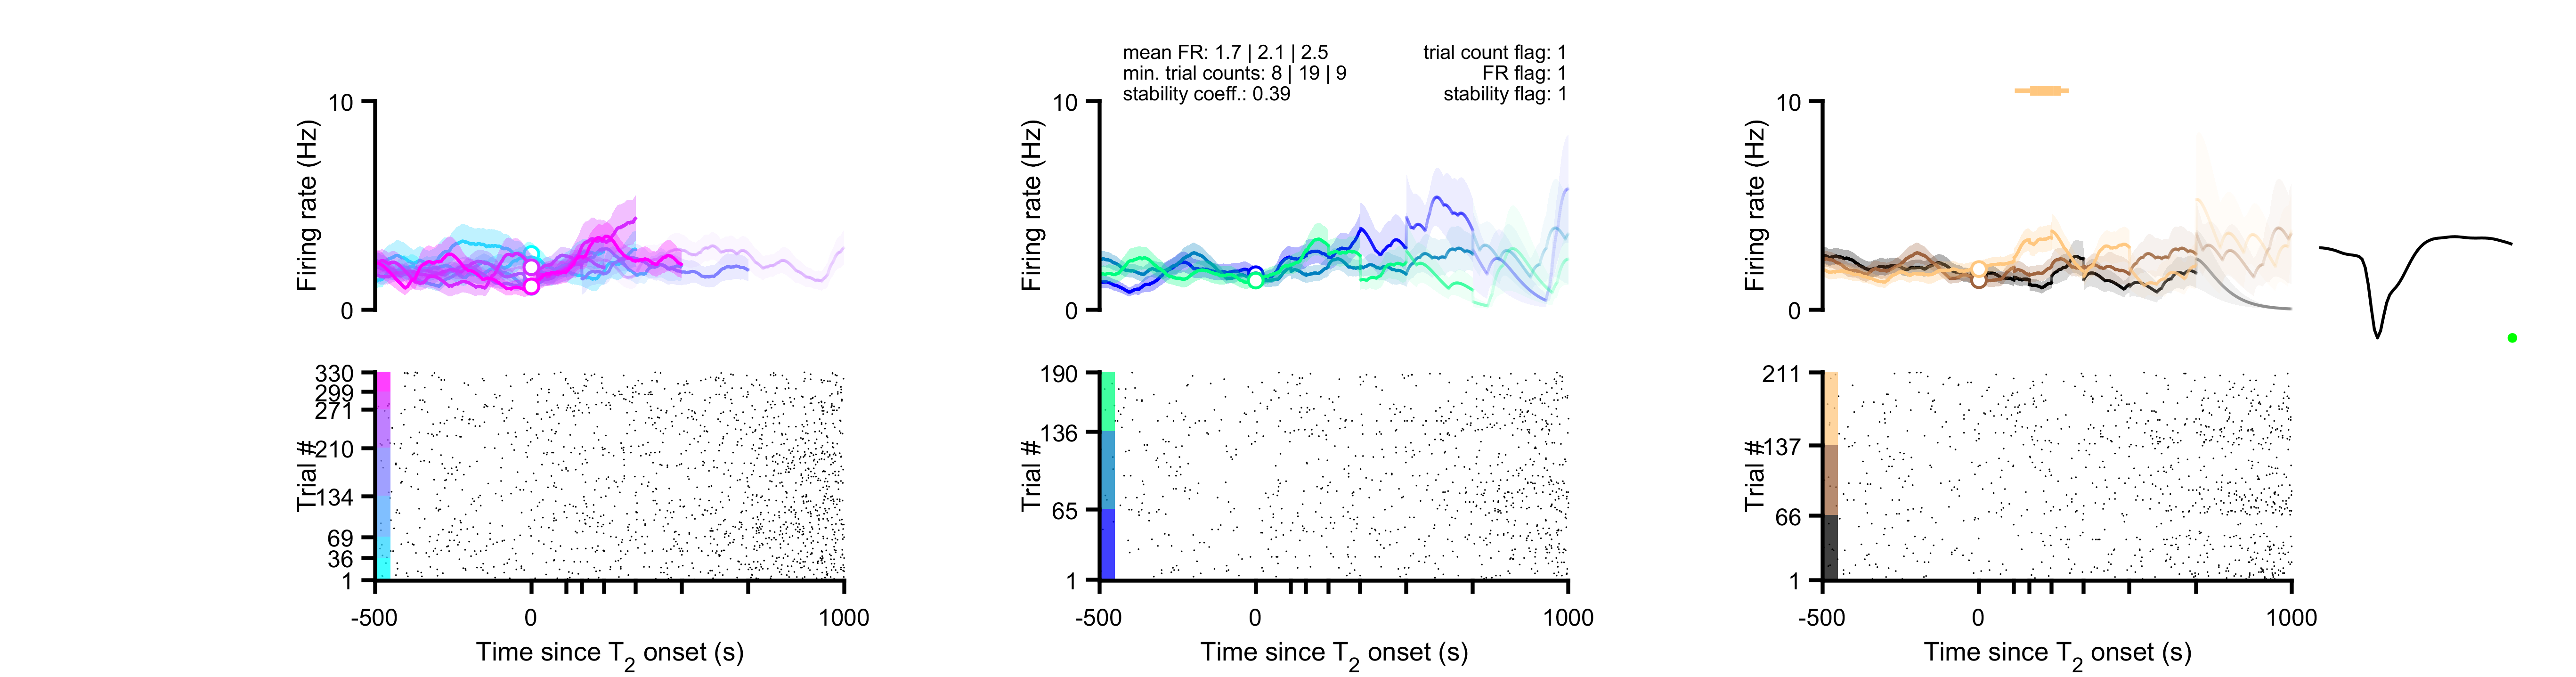 mean FR: 1.7 | 2.1 | 2.5
min. trial counts: 8 | 19 | 9
stability coeff.: 0.39
trial count flag: 1
FR flag: 1
stability flag: 1
10
Firing rate (Hz)
0
10
Firing rate (Hz)
0
10
Firing rate (Hz)
0
330
299
271
210
134
69
36
1
Trial #
-500
0
1000
Time since T2 onset (s)
190
136
65
1
Trial #
-500
0
1000
Time since T2 onset (s)
211
137
66
1
Trial #
-500
0
1000
Time since T2 onset (s)